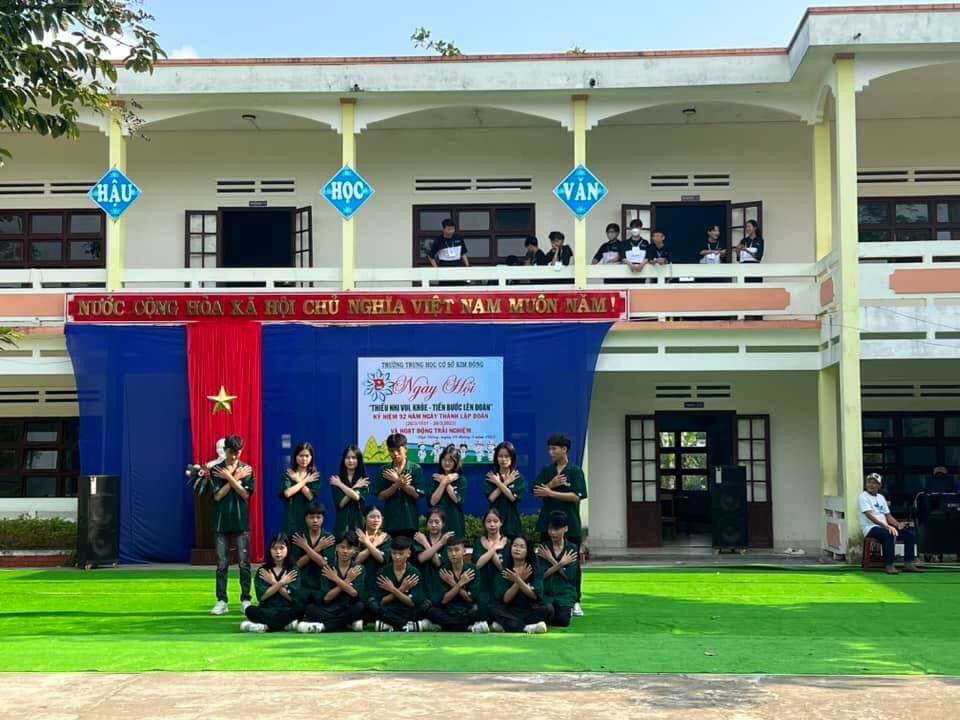 HẬU
HỌC
VĂN
NƯỚC CỘNG HÒA XÃ HỘI CHỦ NGHĨA VIỆT NAM MUÔN NĂM!
TRƯỜNG TRUNG HỌC CƠ SỞ KIM ĐỒNG
Ngày Hội
"THIẾU NHI VUI, KHỎE - TIẾN BƯỚC LÊN ĐOÀN"
KỶ NIỆM 92 NĂM NGÀY THÀNH LẬP ĐOÀN
(26/3/1931 - 26/3/2023)
VÀ HOẠT ĐỘNG TRẢI NGHIỆM